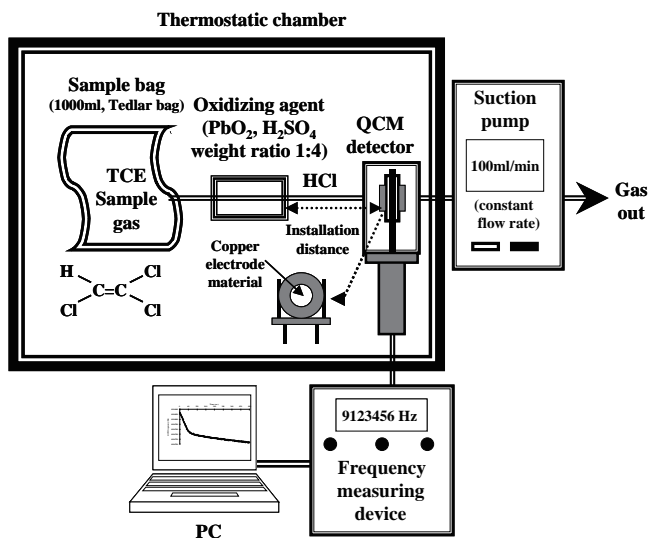 Thermostatic chamber
Sample bag
(1000ml, Tedlar bag)
TCE
Sample
gas
H
Cl
C=C
Cl
Cl
Oxidizing agent
(PbO2, H2SO4
weight ratio 1:4)
HCl
QCM
detector
Installation
distance
Copper
electrode
material
Suction
pump
100ml/min
(constant
flow rate)
Gas
out
9123456 Hz
Frequency
measuring
device
PC